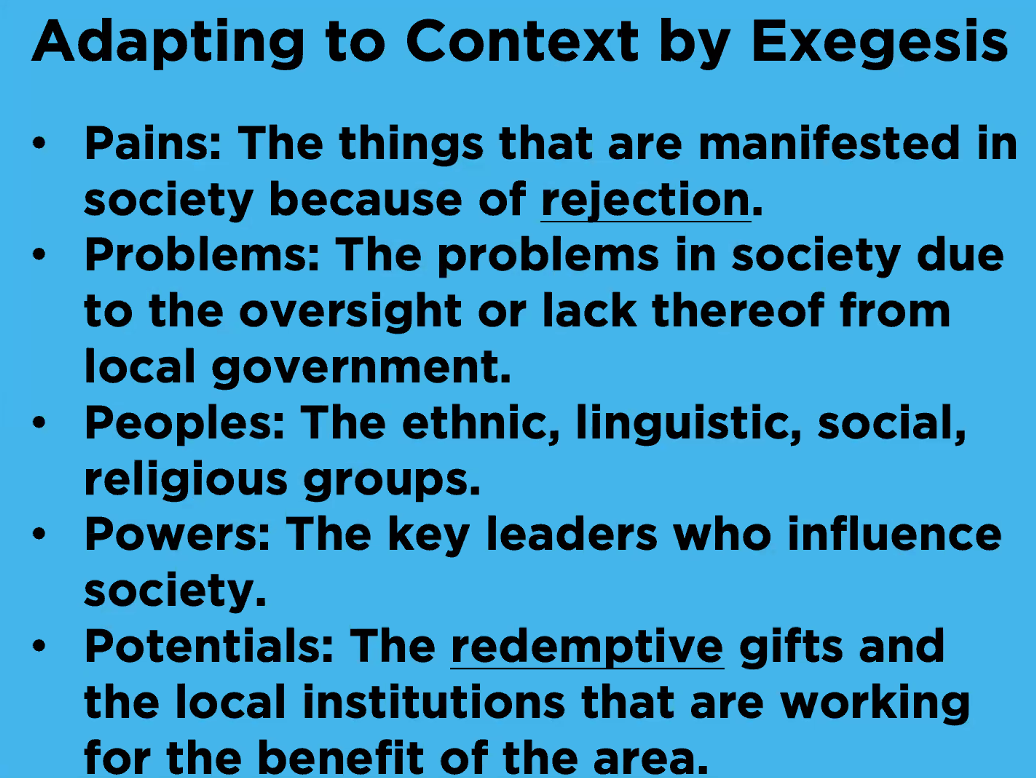 Adapting to Context by Exegesis
• Pains: The things that are manifested in
society because of rejection.
• Problems: The problems in society due
to the oversight or lack thereof from
local government.
• Peoples: The ethnic, linguistic, social,
religious groups.
• Powers: The key leaders who influence
society.
• Potentials: The redemptive gifts and
the local institutions that are working
for the benefit of the area.